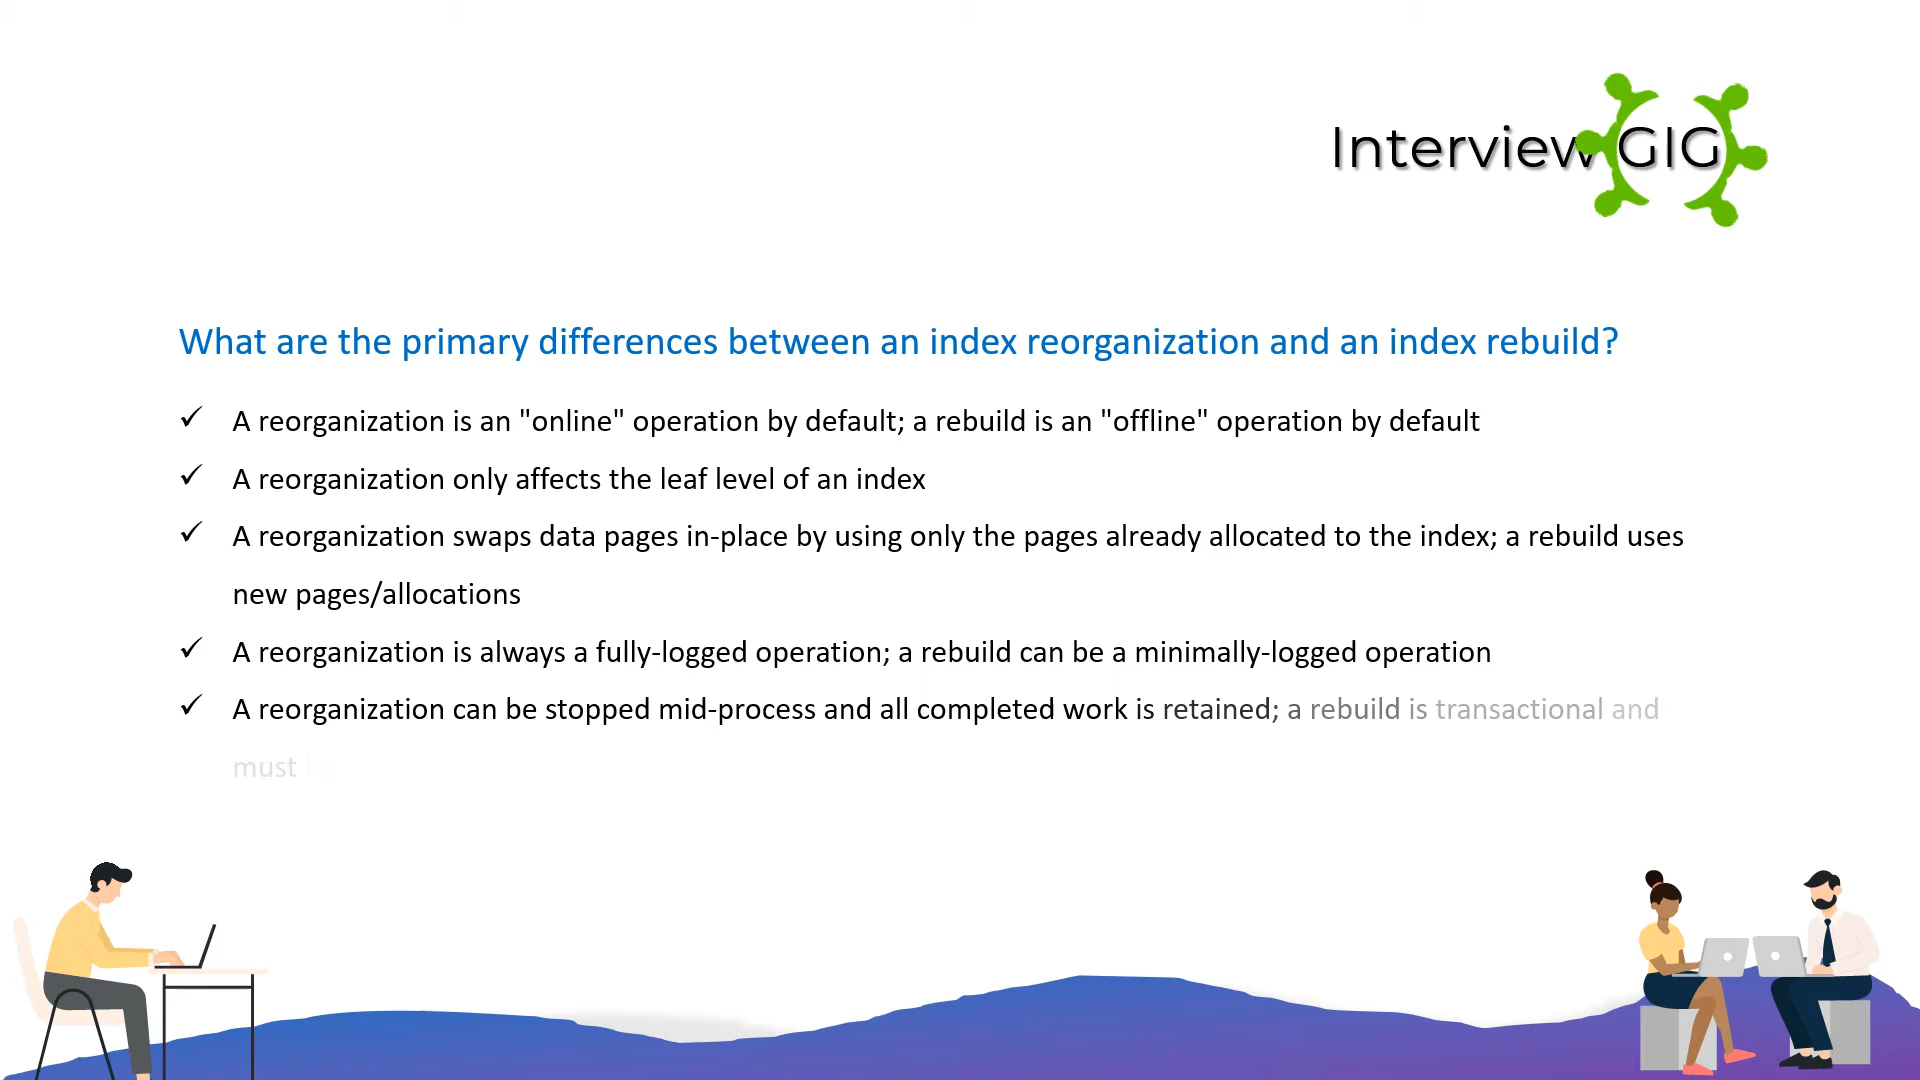 Interview GIG
What are the primary differences between an index reorganization and an index rebuild?
✓ A reorganization is an "online" operation by default; a rebuild is an "offline" operation by default
✓ A reorganization only affects the leaf level of an index
✓ A reorganization swaps data pages in-place by using only the pages already allocated to the index; a rebuild uses
new pages/allocations
✓ A reorganization is always a fully-logged operation; a rebuild can be a minimally-logged operation
✓ A reorganization can be stopped mid-process and all completed work is retained; a rebuild is transactional and
must